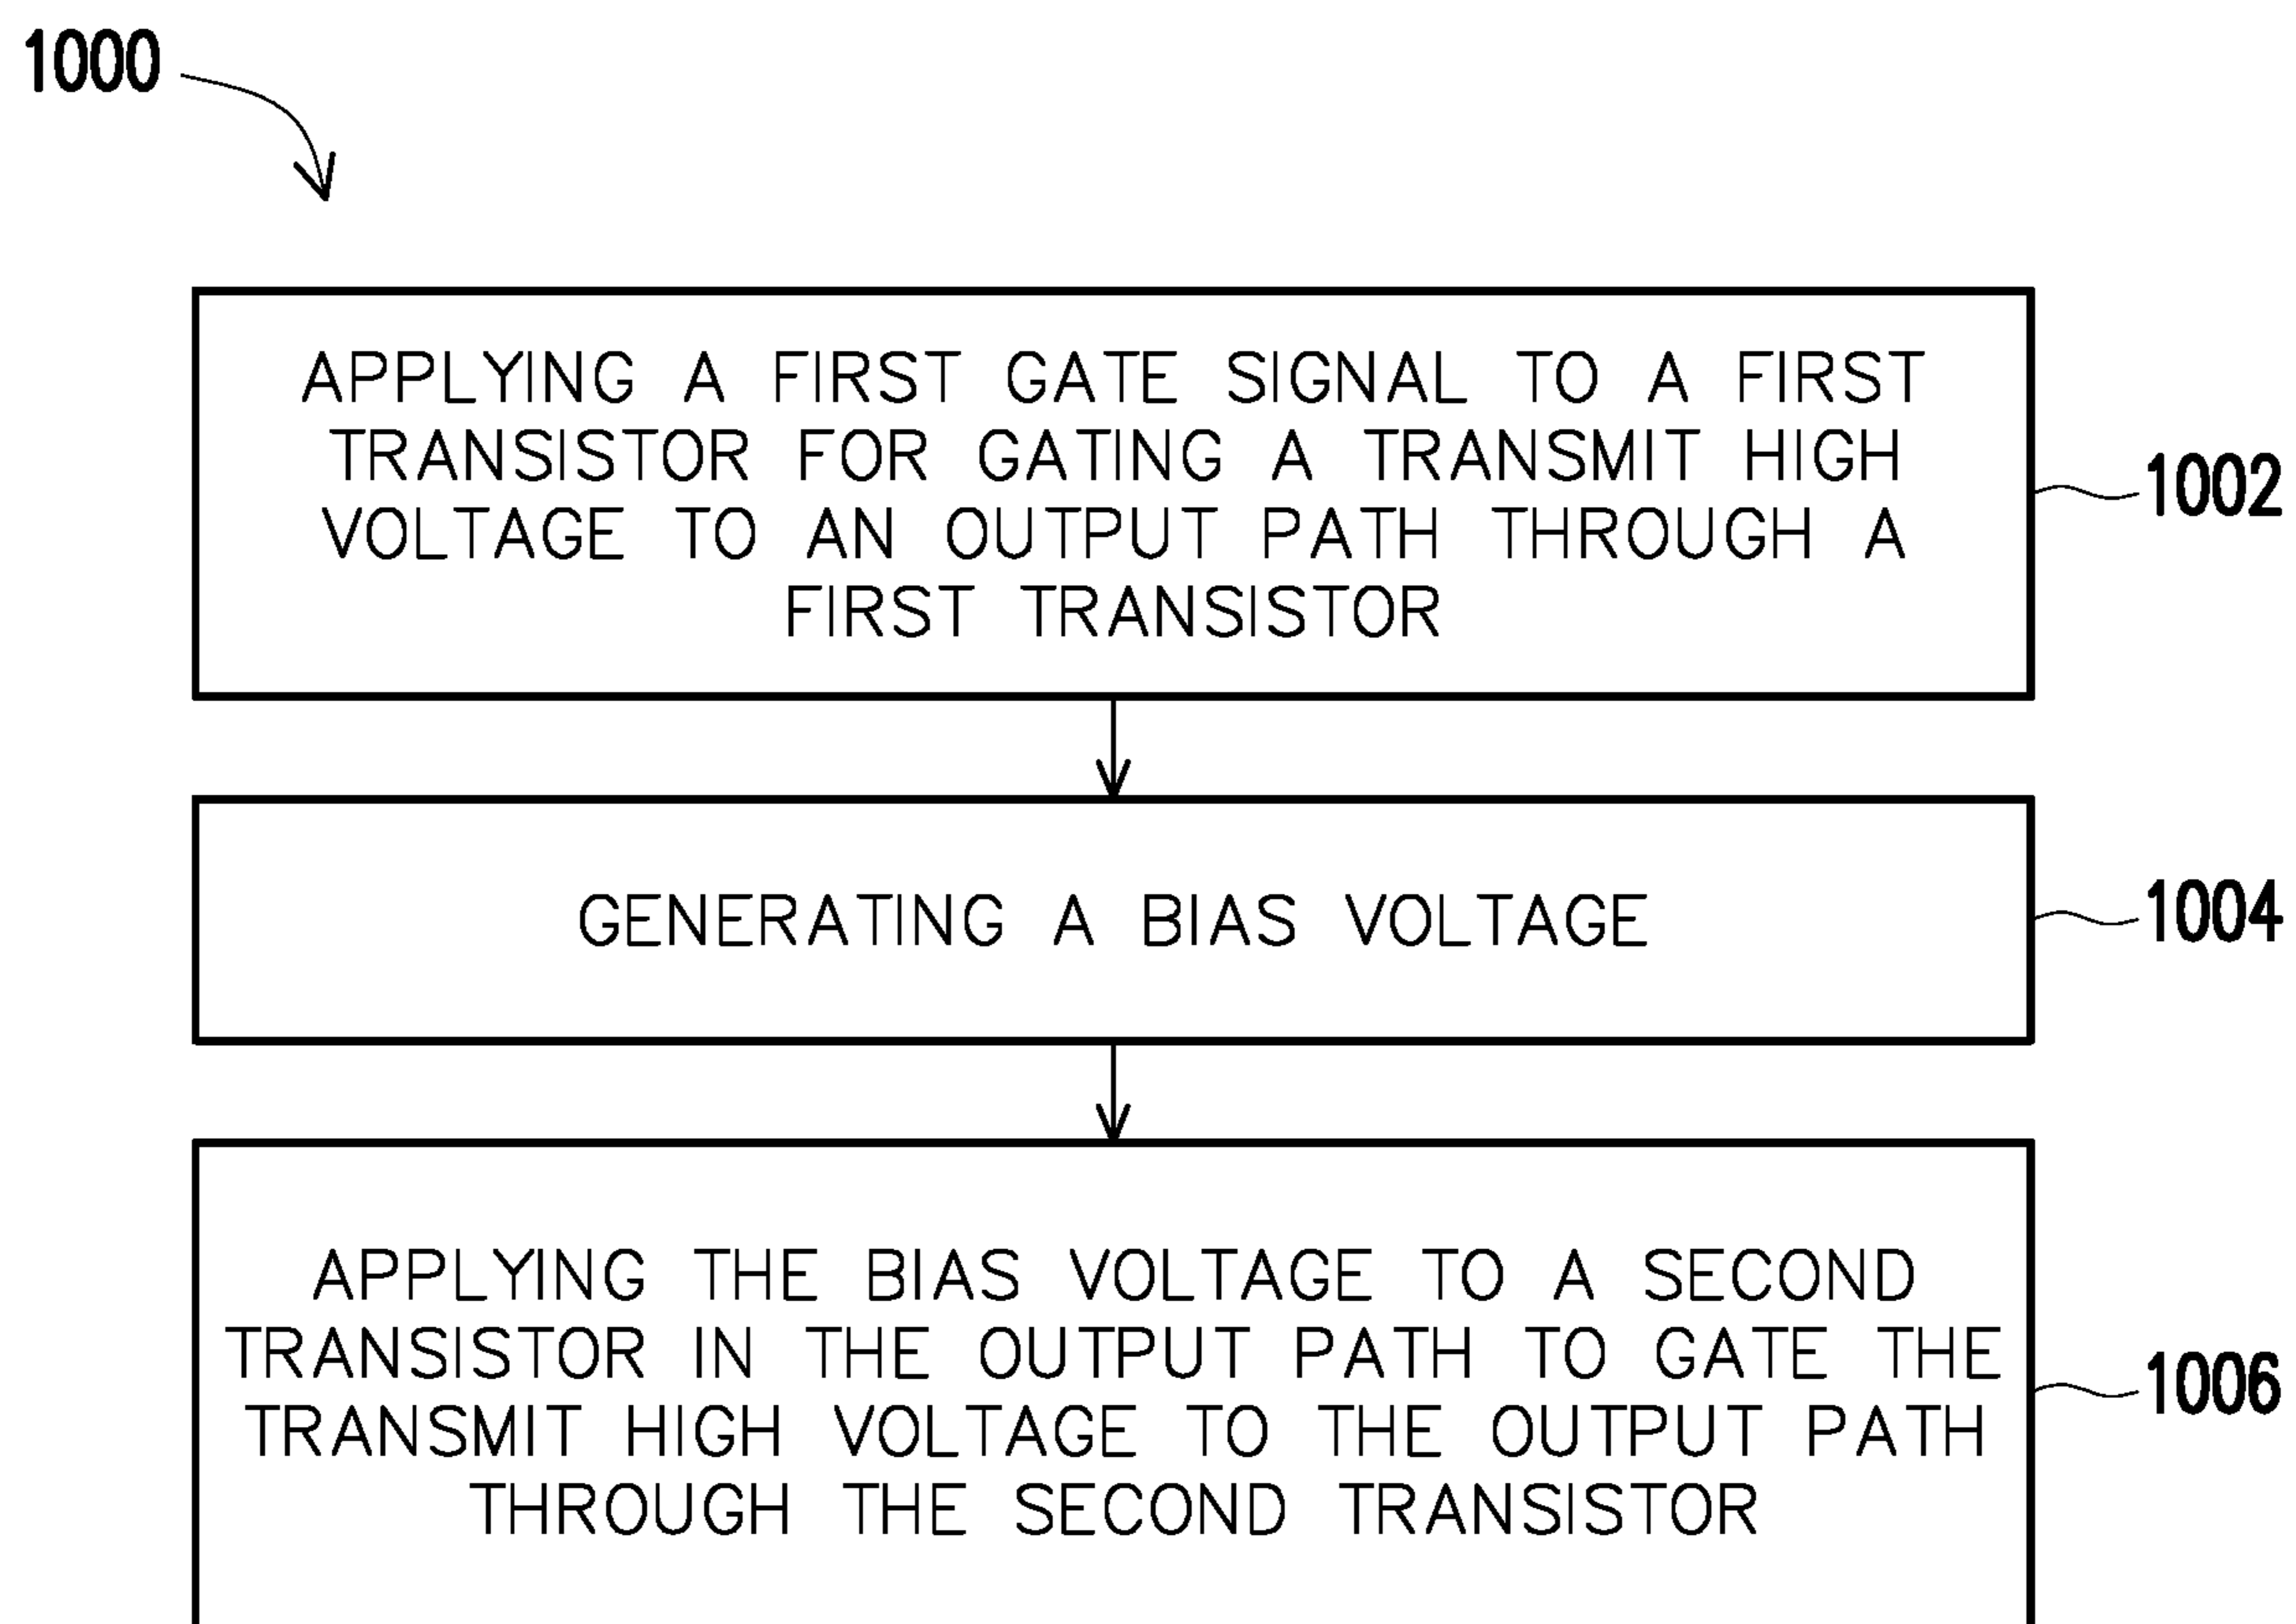 1000
APPLYING A FIRST GATE SIGNAL TO A FIRST
TRANSISTOR FOR GATING A TRANSMIT HIGH
VOLTAGE TO AN OUTPUT PATH THROUGH A
FIRST TRANSISTOR
1002
GENERATING A BIAS VOLTAGE
1004
APPLYING THE BIAS VOLTAGE TO A SECOND
TRANSISTOR IN THE OUTPUT PATH TO GATE THE
TRANSMIT HIGH VOLTAGE TO THE OUTPUT PATH
THROUGH THE SECOND TRANSISTOR
1006